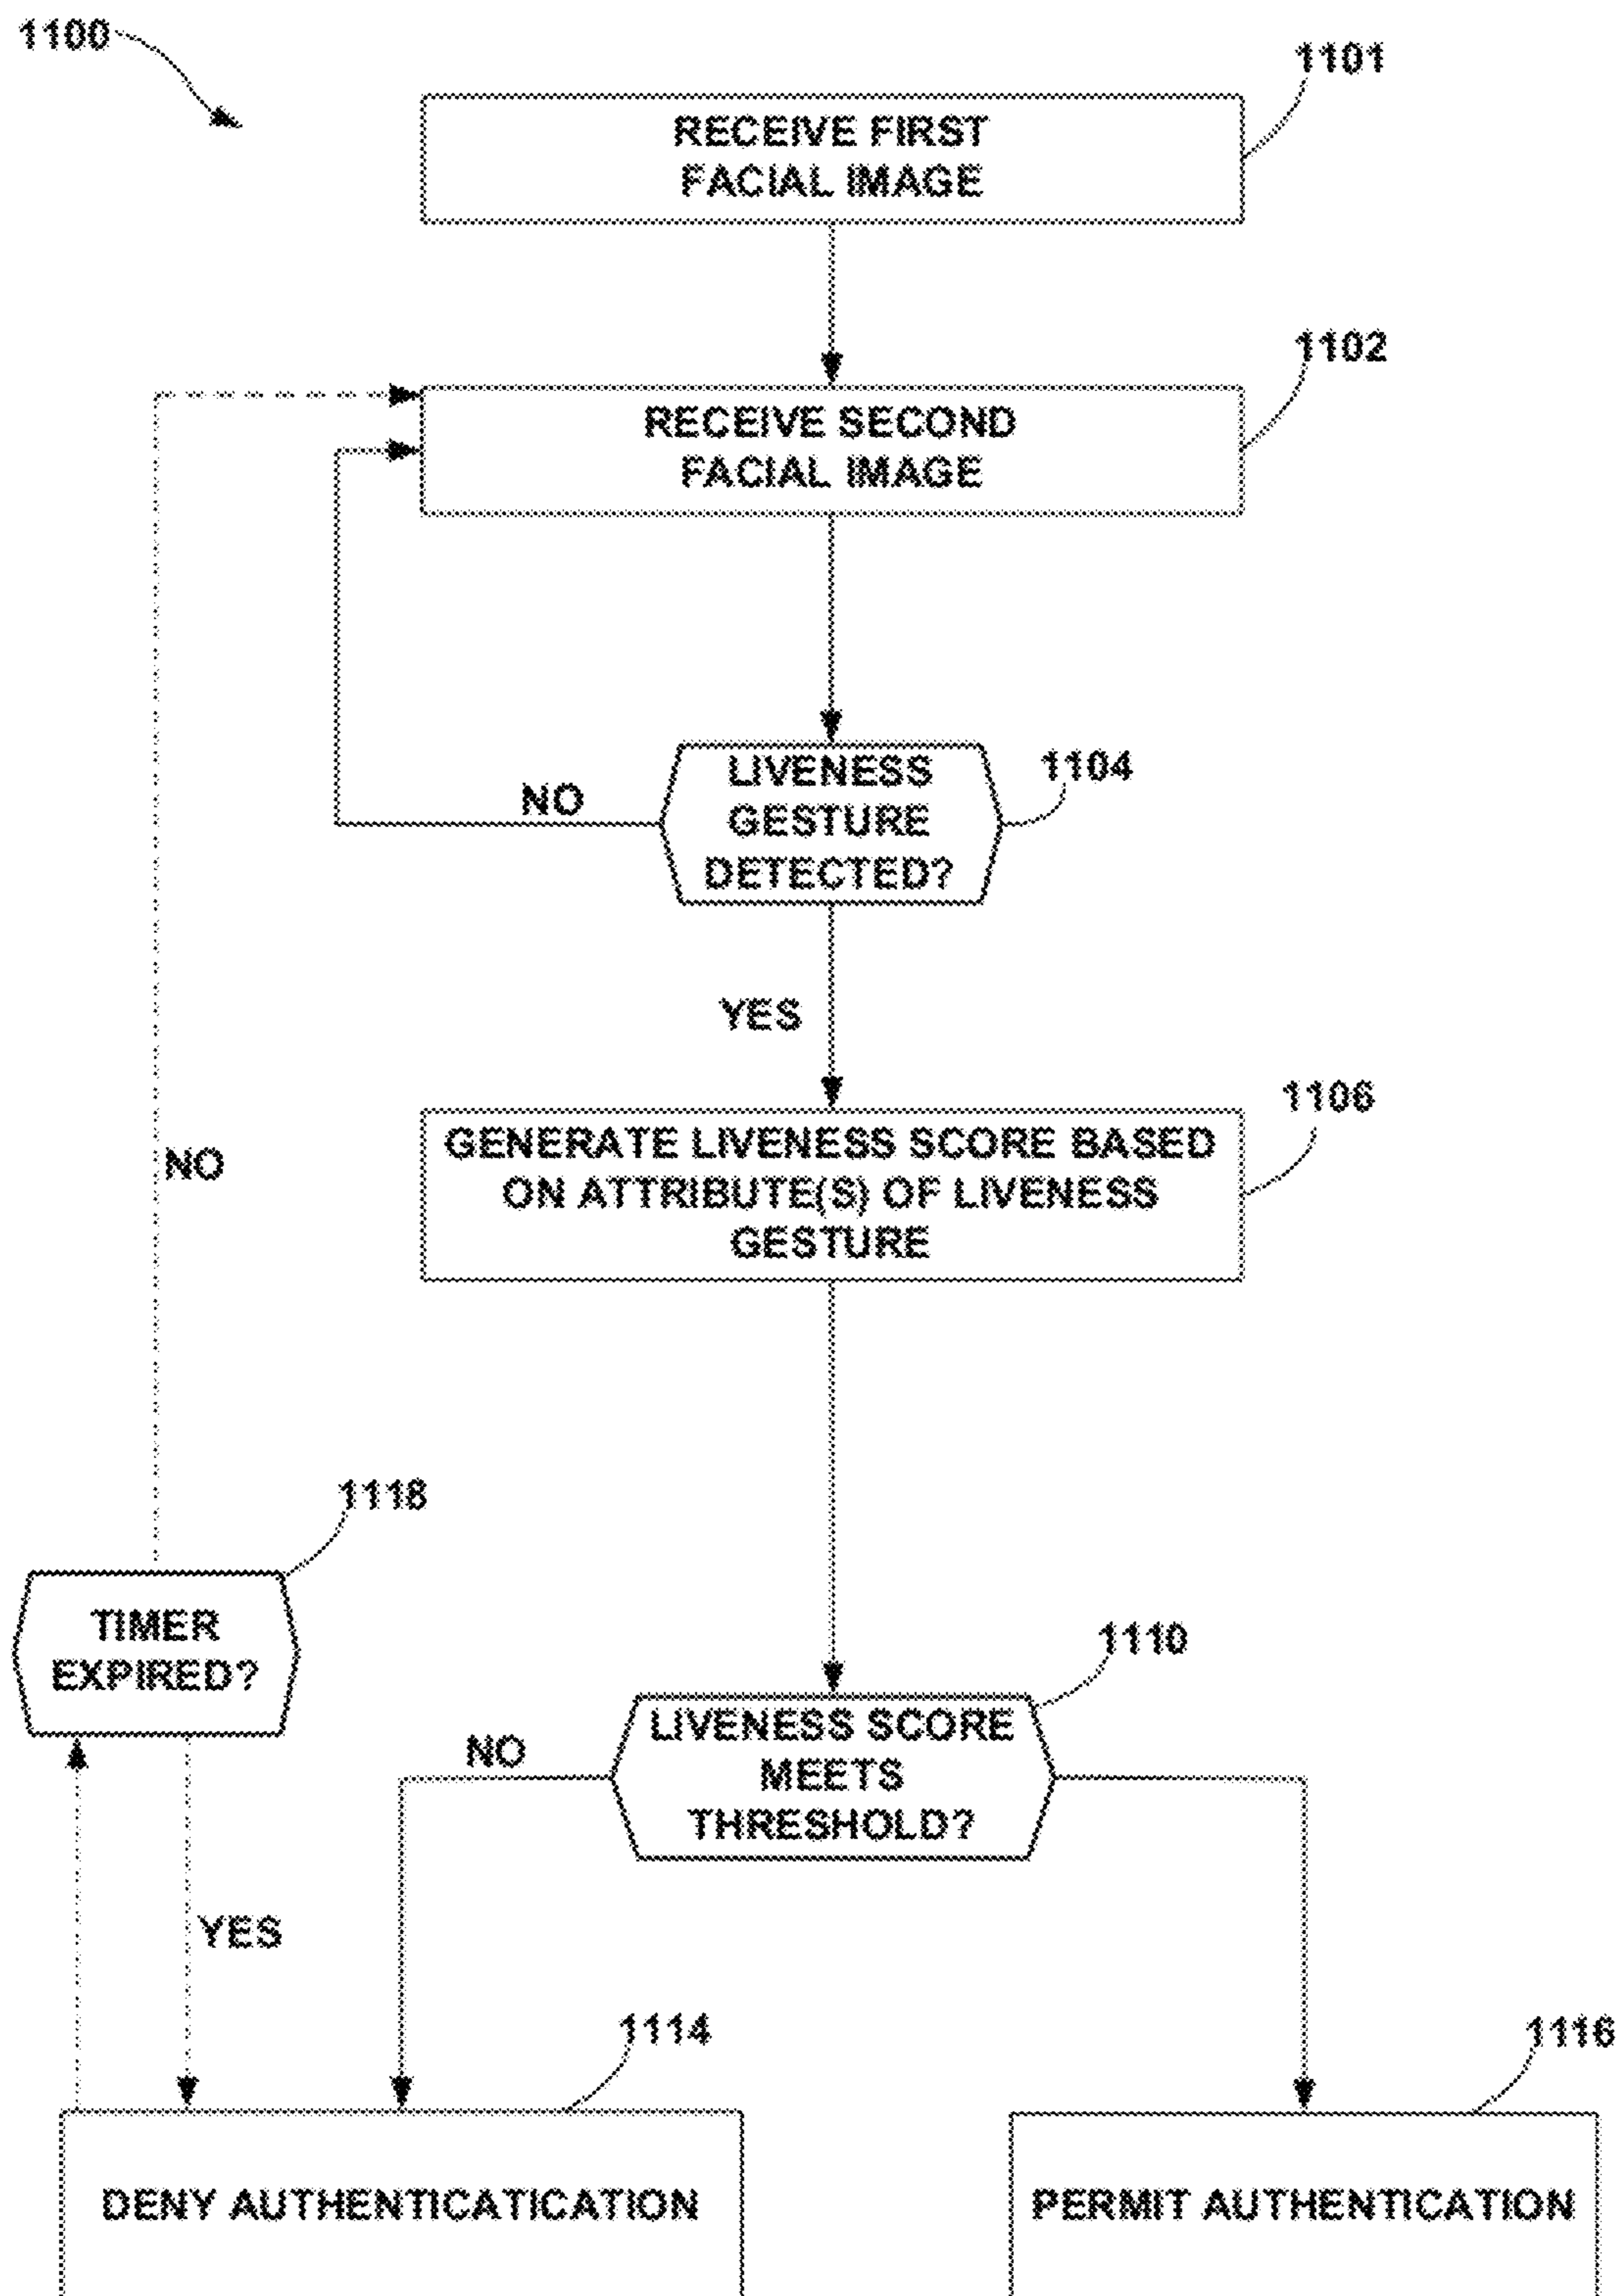 1100
1101
RECEIVE FIRST
FACIAL IMAGE
1102
RECEIVE SECOND
FACIAL IMAGE
1104
LIVENESS
GESTURE
DETECTED?
NO
YES
1106
GENERATE LIVENESS SCORE BASED
ON ATTRIBUTE(S) OF LIVENESS
GESTURE
NO
1118
TIMER
EXPIRED?
1110
LIVENESS SCORE
MEETS
THRESHOLD?
NO
YES
1114
1116
DENY AUTHENTICATICATION
PERMIT AUTHENTICATION